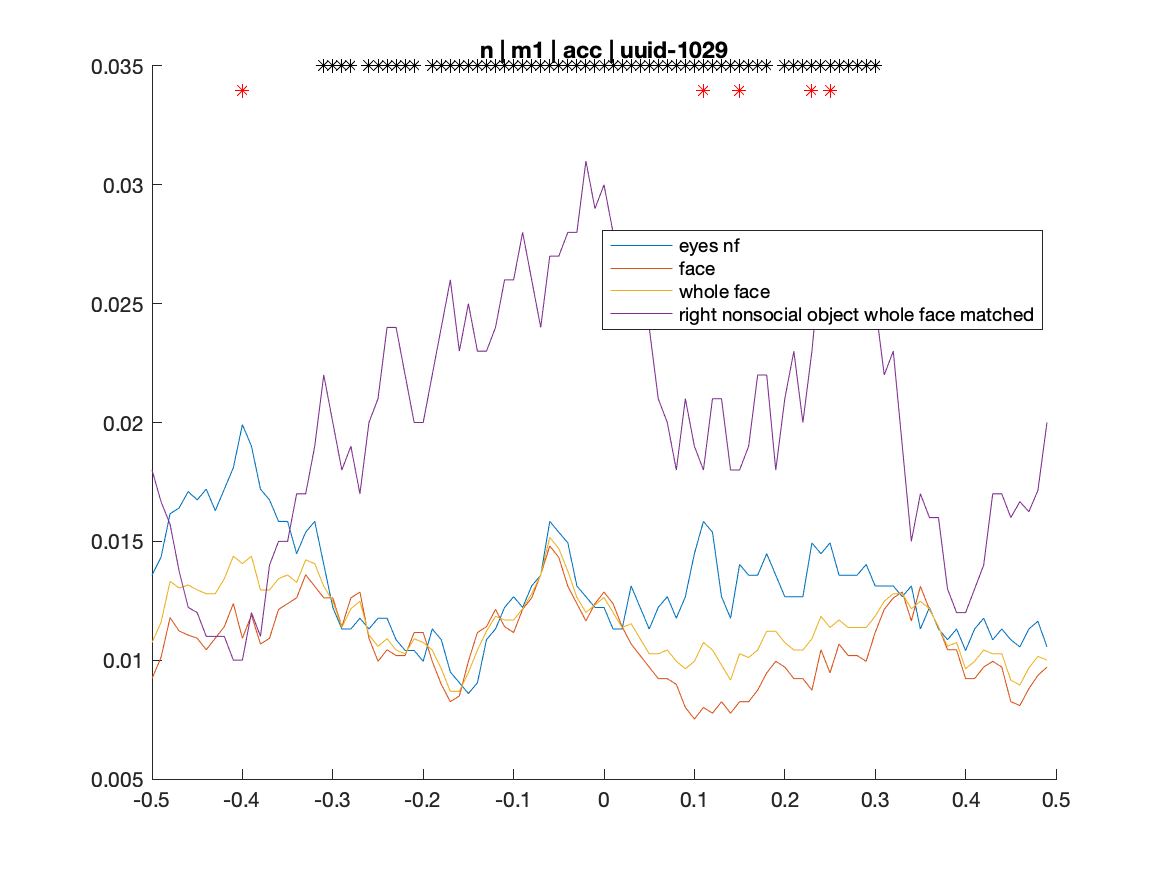 n | m1 | acc | uuid-1029
0.035
0.03
0.025
0.02
0.015
0.01
0.005
eyes nf
face
whole face
right nonsocial object whole face matched
-0.5 -0.4 -0.3 -0.2 -0.1 0 0.1 0.2 0.3 0.4 0.5